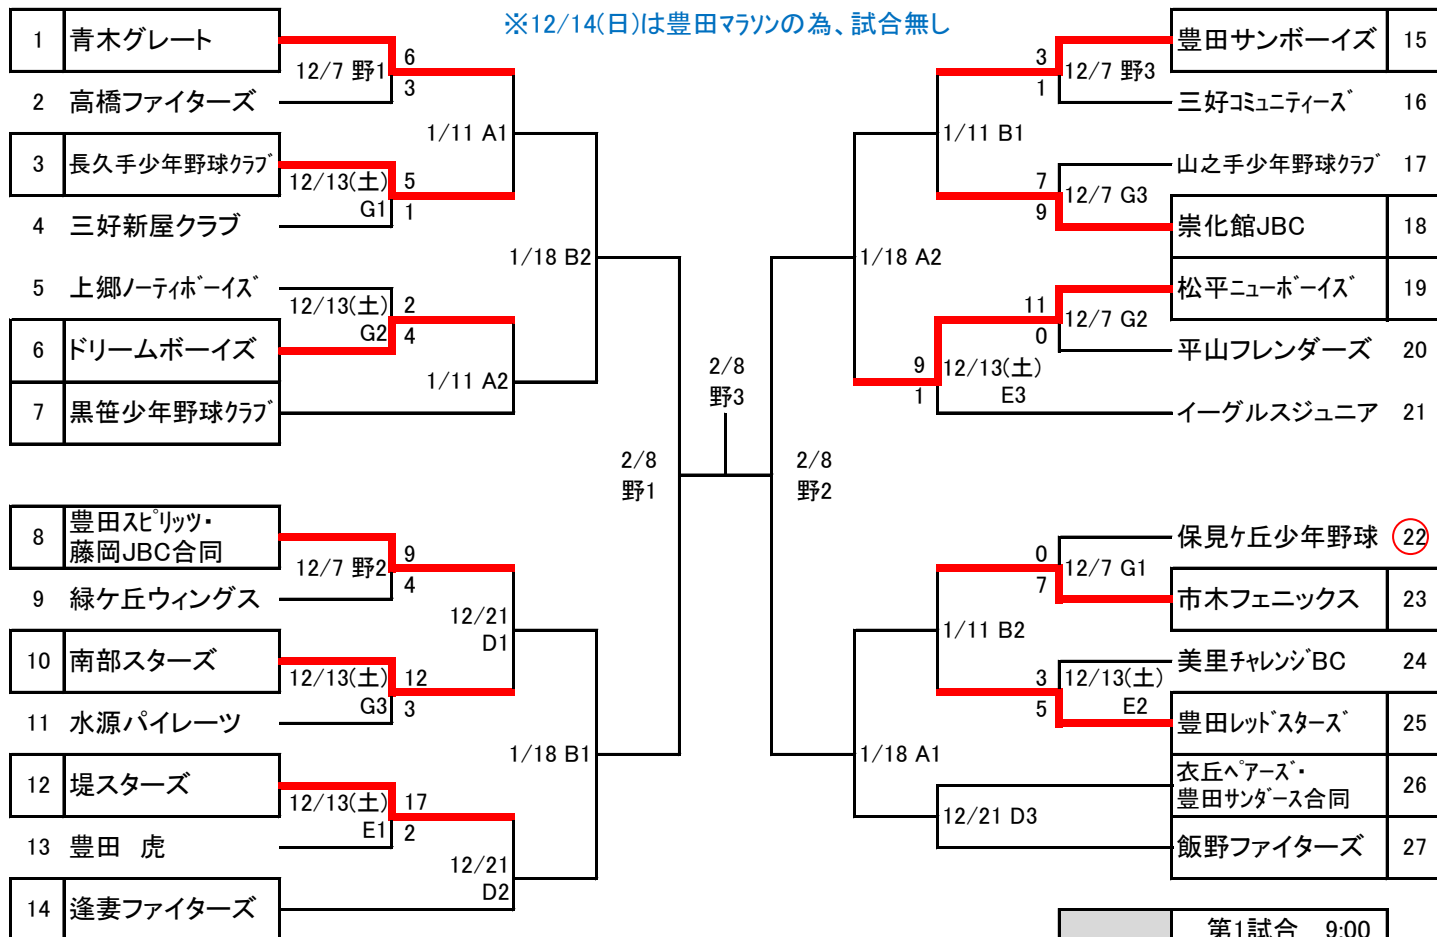 ※12/14(日)は豊田マラソンの為、試合無し
1 青木グレート
12/7 野1
6
3
2 高橋ファイターズ
1/11 A1
3 長久手少年野球クラブ
12/13(土)
G1
5
1
4 三好新屋クラブ
1/18 B2
5 上郷ノーティボーイズ
12/13(土)
G2
2
4
6 ドリームボーイズ
1/11 A2
7 黒笹少年野球クラブ
2/8
野1
8 豊田スピリッツ・
藤岡JBC合同
12/7 野2
9
4
9 緑ケ丘ウィングス
12/21
D1
10 南部スターズ
12/13(土)
G3
12
3
11 水源パイレーツ
1/18 B1
12 堤スターズ
12/13(土)
E1
17
2
13 豊田 虎
12/21
D2
14 逢妻ファイターズ
2/8
野3
豊田サンボーイズ 15
3
1
12/7 野3
三好コミュニティーズ 16
1/11 B1
山之手少年野球クラブ 17
7
9
12/7 G3
崇化館JBC 18
1/18 A2
松平ニューボーイズ 19
11
0
12/7 G2
平山フレンダーズ 20
9
1
12/13(土)
E3
イーグルスジュニア 21
2/8
野2
保見ケ丘少年野球 22
0
7
12/7 G1
市木フェニックス 23
1/11 B2
美里チャレンジBC 24
3
5
12/13(土)
E2
豊田レッドスターズ 25
1/18 A1
衣丘ベアーズ・
豊田サンダース合同 26
12/21 D3
飯野ファイターズ 27
第1試合 9:00